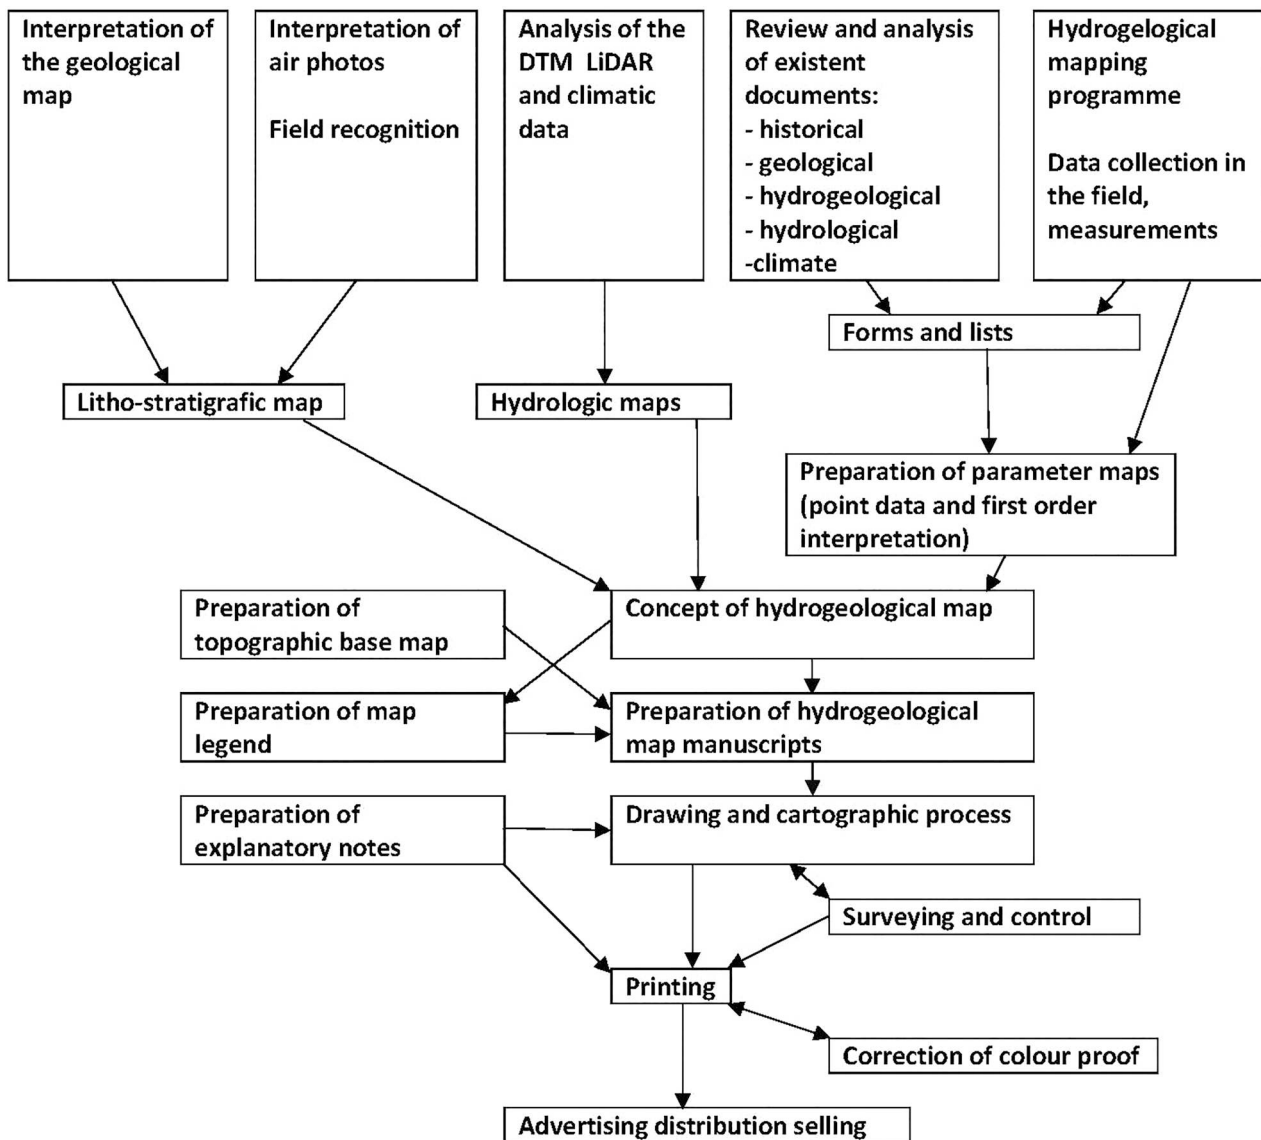 Interpretation of
the geological
map
Interpretation of
air photos
Field recognition
Analysis of the
DTM LiDAR
and climatic
data
Review and analysis
of existent
documents:
- historical
- geological
- hydrogeological
- hydrological
-climate
Hydrogelogical
mapping
programme
Data collection in
the field,
measurements
Forms and lists
Litho-stratigrafic map
Hydrologic maps
Preparation of parameter maps
(point data and first order
interpretation)
Preparation of
topographic base map
Concept of hydrogeological map
Preparation of map
legend
Preparation of hydrogeological
map manuscripts
Preparation of
explanatory notes
Drawing and cartographic process
Surveying and control
Printing
Correction of colour proof
Advertising distribution selling